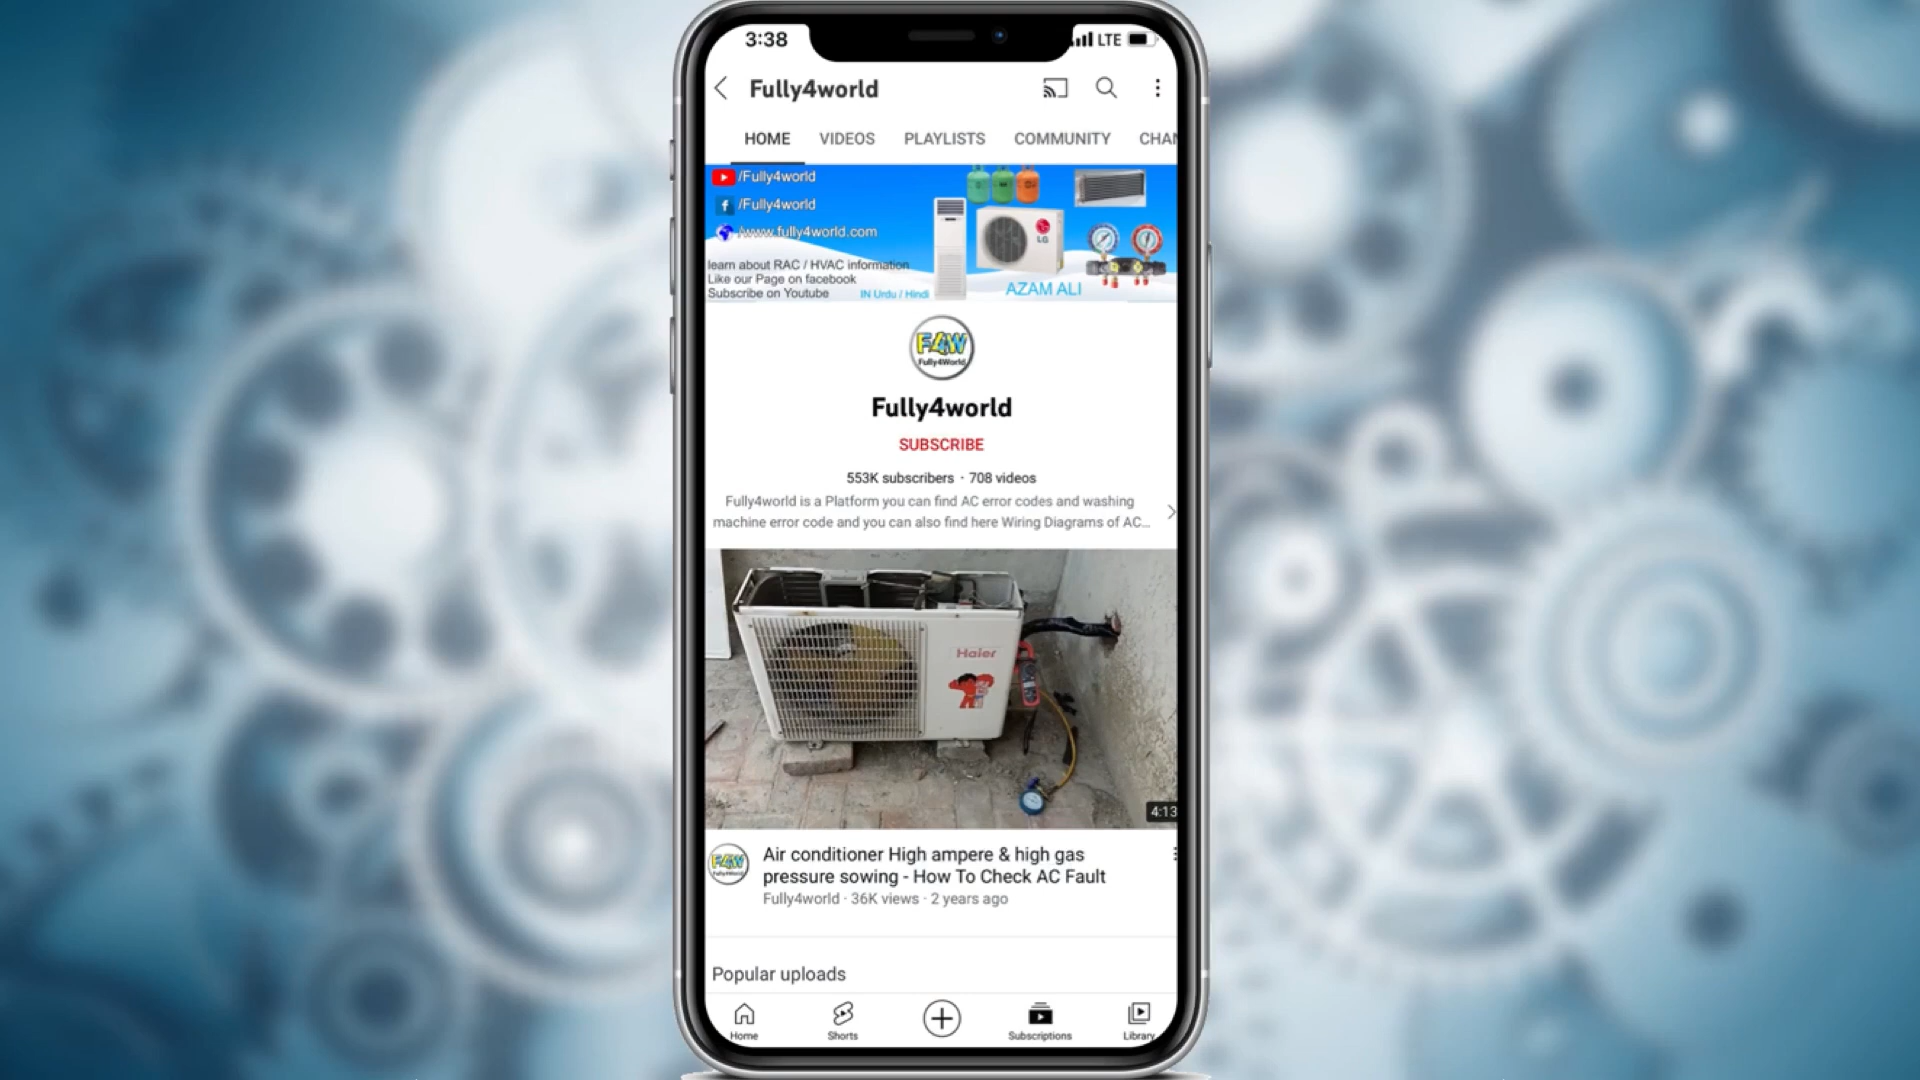 3:38
LTE
Fully4world
HOME VIDEOS PLAYLISTS COMMUNITY CHAN
/Fully4world
/Fully4world
/www.fully4world.com
learn about RAC / HVAC information
Like our Page on facebook
Subscribe on Youtube
IN Urdu / Hindi
AZAM ALI
LG
F4W
Fully4World
Fully4world
SUBSCRIBE
553K subscribers · 708 videos
Fully4world is a Platform you can find AC error codes and washing
machine error code and you can also find here Wiring Diagrams of AC...
Haier
4:13
F4W
Fully4World
Air conditioner High ampere & high gas
pressure sowing - How To Check AC Fault
Fully4world · 36K views · 2 years ago
Popular uploads
Home Shorts Subscriptions Library